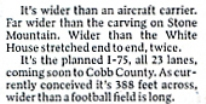 It's wider than an aircraft carrier.
Far wider than the carving on Stone
Mountain. Wider than the White
House stretched end to end, twice.
It's the planned I-75, all 23 lanes,
coming soon to Cobb County. As cur-
rently conceived it's 388 feet across,
wider than a football field is long.